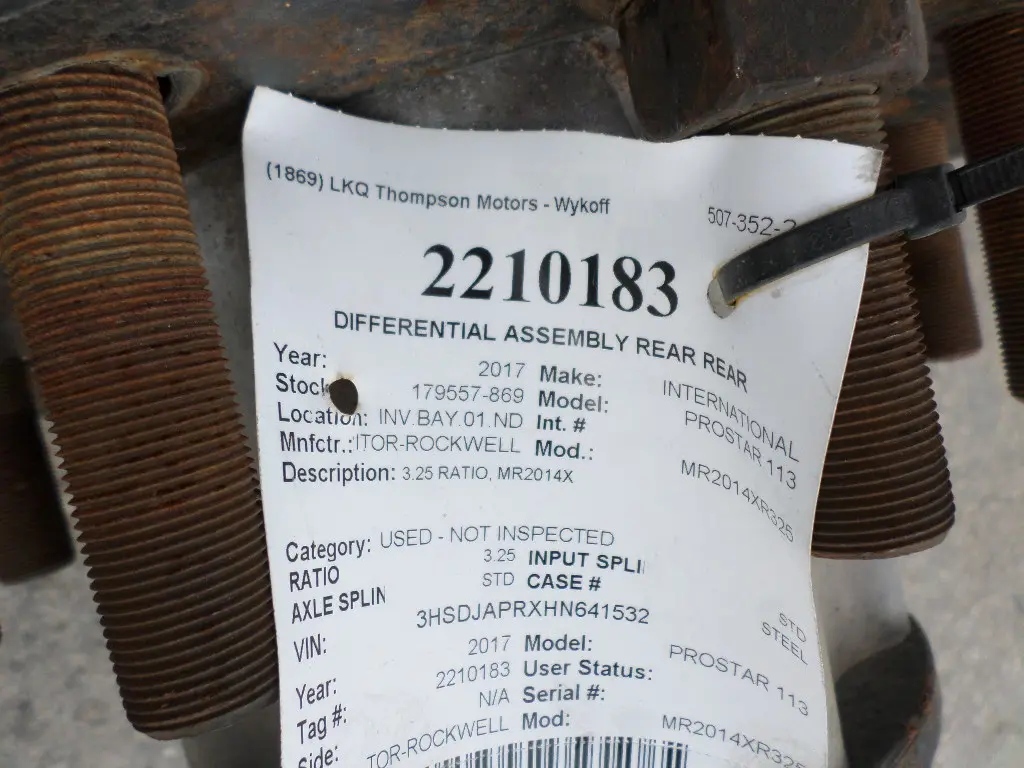 (1869) LKQ Thompson Motors - Wykoff 507-352-
2210183
DIFFERENTIAL ASSEMBLY REAR REAR
Year: 2017 Make: INTERNATIONAL
Stock 179557-869 Model: PROSTAR 113
Location: INV.BAY.01.ND Int. #
Mnfctr.: ITOR-ROCKWELL Mod.: MR2014XR325
Description: 3.25 RATIO, MR2014X
Category: USED - NOT INSPECTED
RATIO 3.25 INPUT SPLI STD
AXLE SPLIN STD CASE # STEEL
VIN: 3HSDJAPRXHN641532
Year: 2017 Model: PROSTAR 113
Tag #: 2210183 User Status:
Side: N/A Serial #:
TOR-ROCKWELL Mod: MR2014XR325